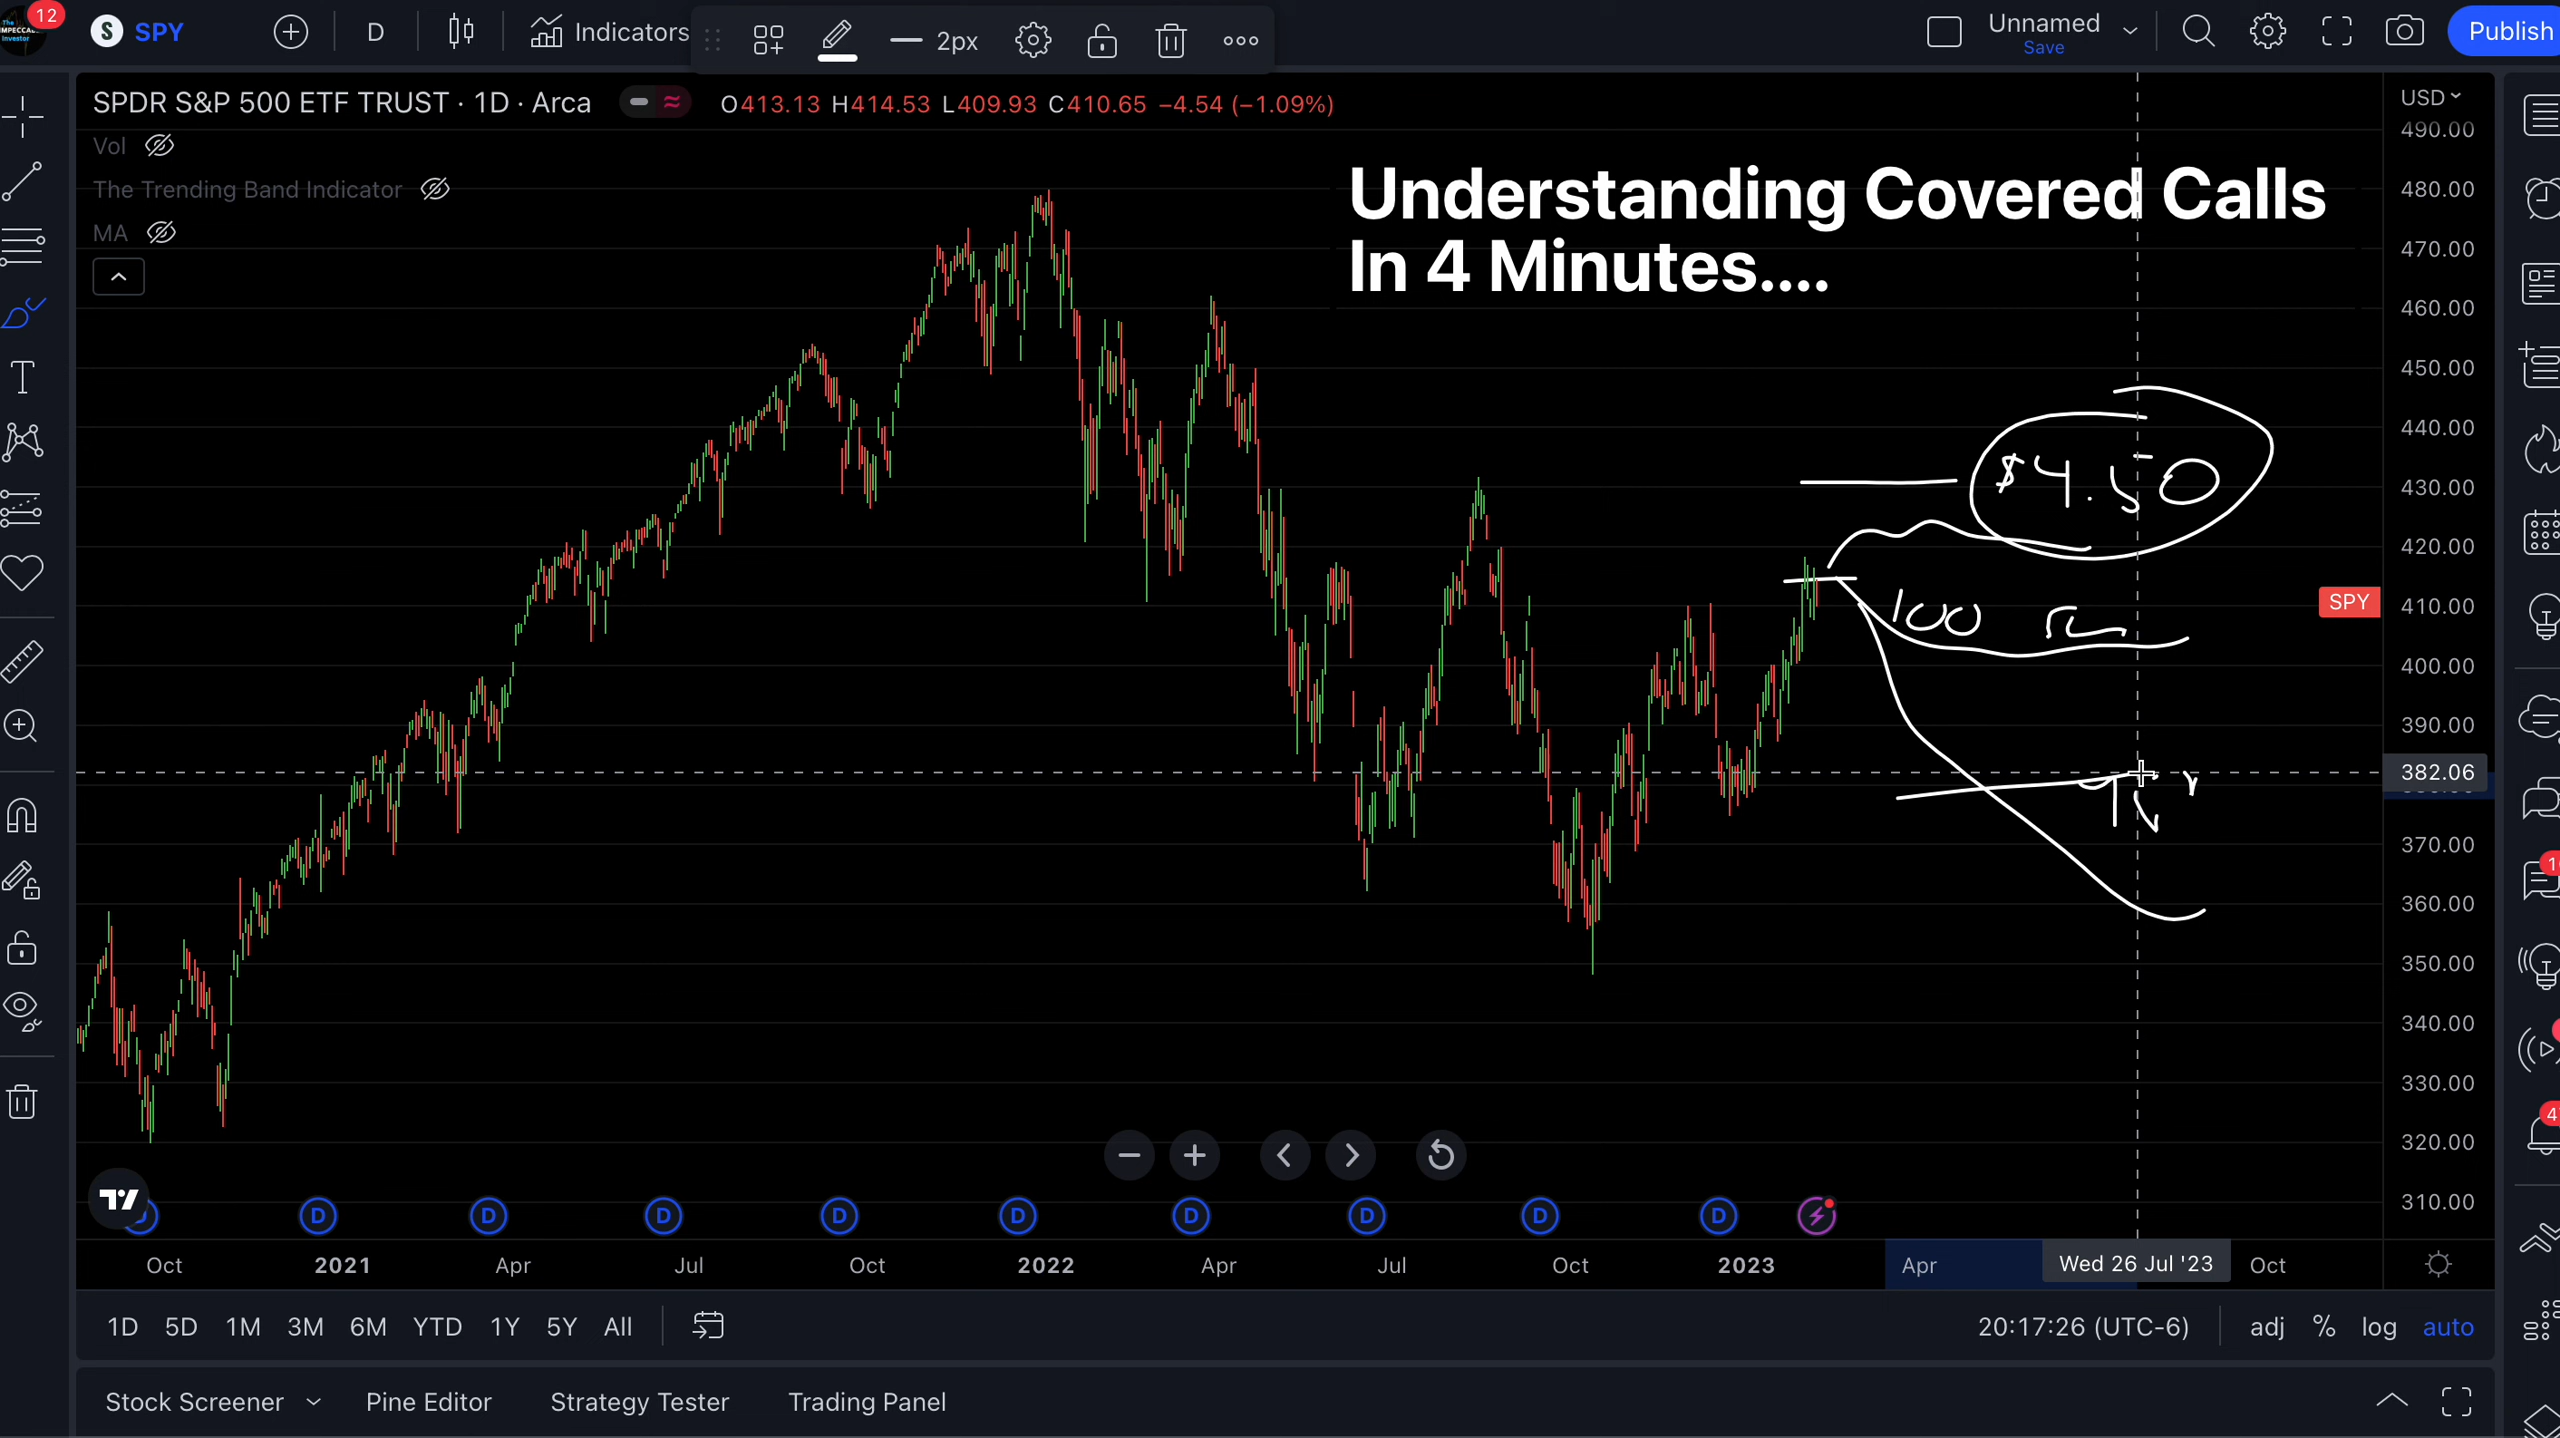 The
IMPECCABLE
Investor
12
S SPY
D
Indicators
2px
Unnamed
Save
Publish
SPDR S&P 500 ETF TRUST · 1D · Arca
O413.13 H414.53 L409.93 C410.65 −4.54 (−1.09%)
USD
Vol
The Trending Band Indicator
MA
Understanding Covered Calls
In 4 Minutes....
490.00
480.00
470.00
460.00
450.00
440.00
430.00
420.00
410.00
400.00
390.00
382.06
370.00
360.00
350.00
340.00
330.00
320.00
310.00
$4.50
SPY
100
D D D D D D D D D D
Oct 2021 Apr Jul Oct 2022 Apr Jul Oct 2023 Apr Wed 26 Jul '23 Oct
1D 5D 1M 3M 6M YTD 1Y 5Y All
20:17:26 (UTC-6) adj % log auto
Stock Screener Pine Editor Strategy Tester Trading Panel